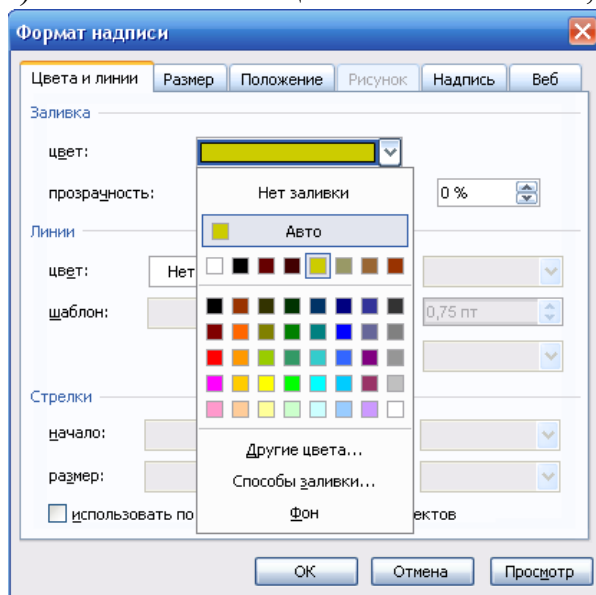 Формат надписи
Цвета и линии Размер Положение Рисунок Надпись Веб
Заливка
цвет:
прозрачность: Нет заливки 0 %
Линии Авто
цвет: Нет
шаблон: 0,75 пт
Стрелки
начало:
Другие цвета...
размер: Способы заливки...
использовать по Фон ектов
ОК Отмена Просмотр